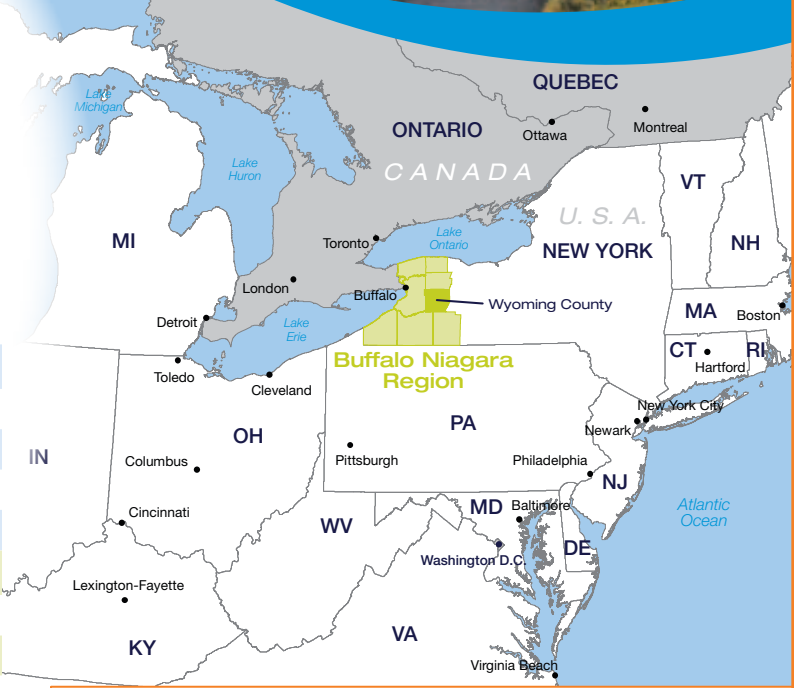 QUEBEC
Lake
Michigan
ONTARIO
Ottawa
Montreal
CANADA
Lake
Huron
VT
U. S. A.
MI
Toronto
Lake
Ontario
NEW YORK
NH
London
Buffalo
Wyoming County
MA
Boston
Detroit
Lake
Erie
CT
RI
Hartford
Buffalo Niagara
Region
Toledo
Cleveland
New York City
Newark
PA
OH
IN
Columbus
Pittsburgh
Philadelphia
NJ
Cincinnati
MD
Baltimore
Atlantic
Ocean
WV
DE
Washington D.C.
Lexington-Fayette
VA
KY
Virginia Beach